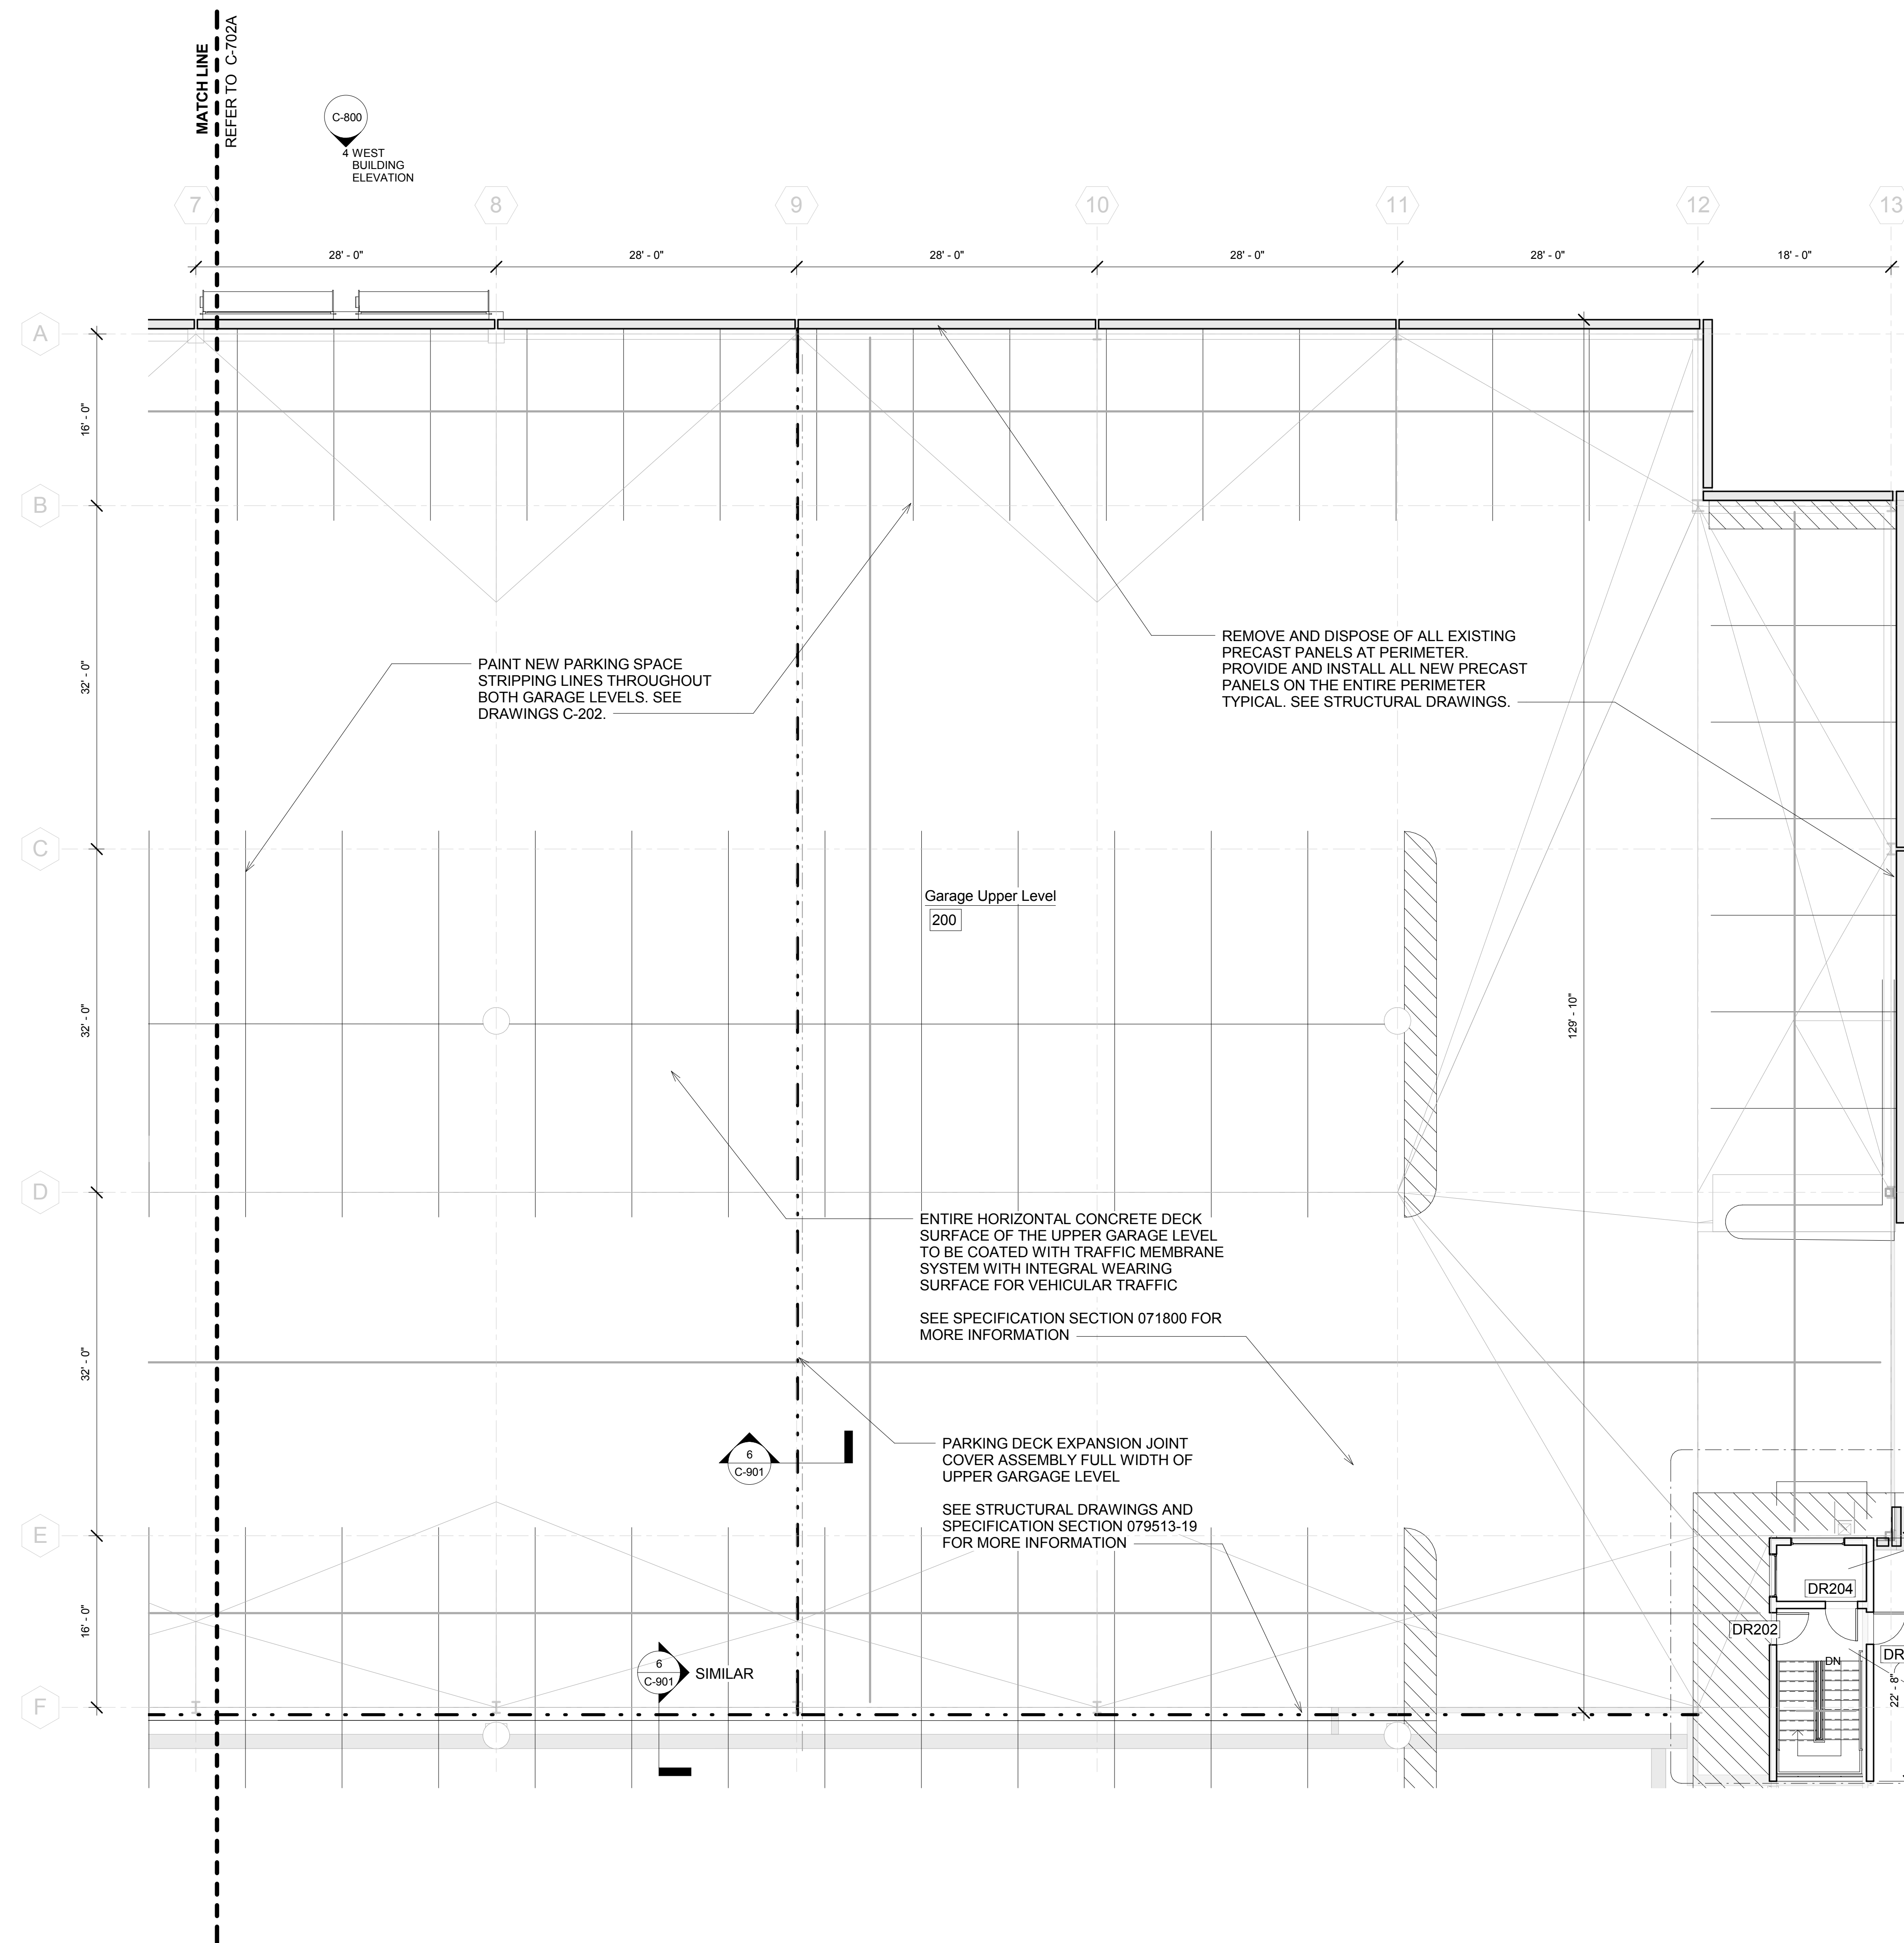 MATCH LINE
REFER TO C-702A
C-800
4 WEST
BUILDING
ELEVATION
7
8
9
10
11
12
13
28' - 0"
28' - 0"
28' - 0"
28' - 0"
28' - 0"
18' - 0"
A
16' - 0"
B
32' - 0"
C
32' - 0"
D
32' - 0"
E
16' - 0"
F
PAINT NEW PARKING SPACE
STRIPPING LINES THROUGHOUT
BOTH GARAGE LEVELS. SEE
DRAWINGS C-202.
REMOVE AND DISPOSE OF ALL EXISTING
PRECAST PANELS AT PERIMETER.
PROVIDE AND INSTALL ALL NEW PRECAST
PANELS ON THE ENTIRE PERIMETER
TYPICAL. SEE STRUCTURAL DRAWINGS.
Garage Upper Level
200
129' - 10"
ENTIRE HORIZONTAL CONCRETE DECK
SURFACE OF THE UPPER GARAGE LEVEL
TO BE COATED WITH TRAFFIC MEMBRANE
SYSTEM WITH INTEGRAL WEARING
SURFACE FOR VEHICULAR TRAFFIC
SEE SPECIFICATION SECTION 071800 FOR
MORE INFORMATION
6
C-901
PARKING DECK EXPANSION JOINT
COVER ASSEMBLY FULL WIDTH OF
UPPER GARGAGE LEVEL
SEE STRUCTURAL DRAWINGS AND
SPECIFICATION SECTION 079513-19
FOR MORE INFORMATION
6
C-901
SIMILAR
DR204
DR202
DR
DN
22' - 8"